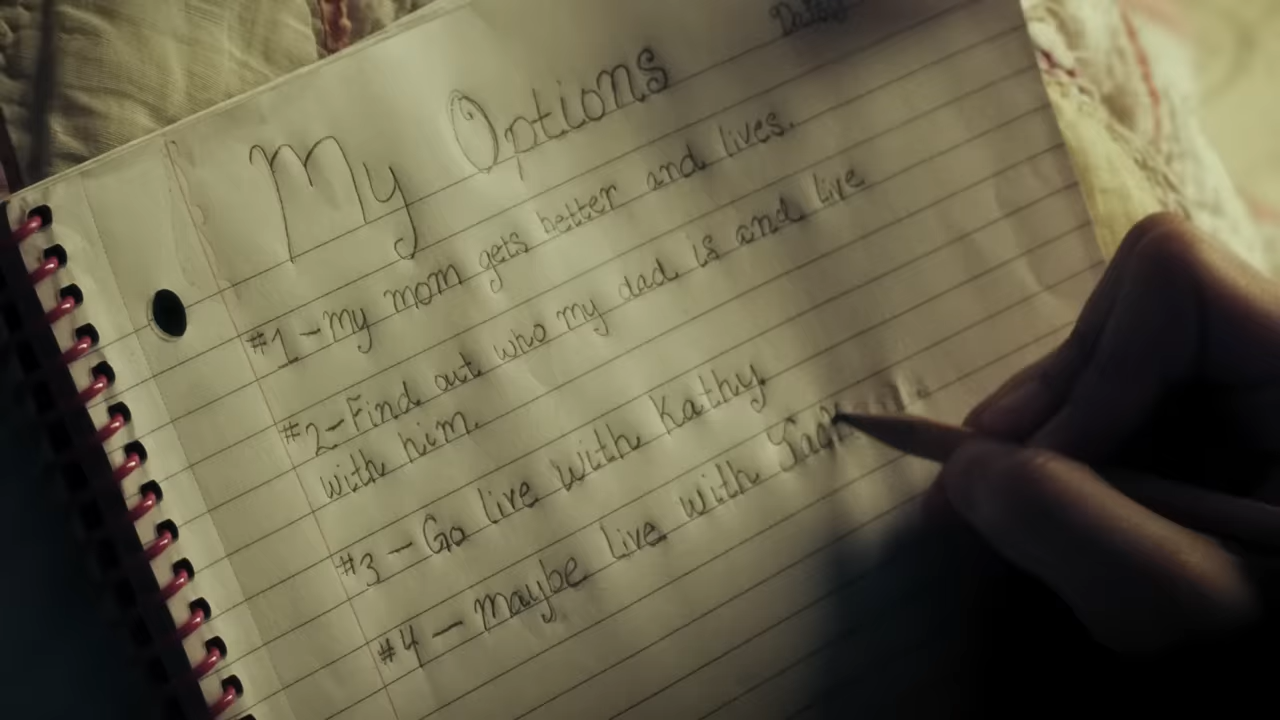 Daisy
My Options
#1 - My mom gets better and lives.
#2 - Find out who my dad is and live
with him.
#3 - Go live with Kathy
#4 - Maybe live with